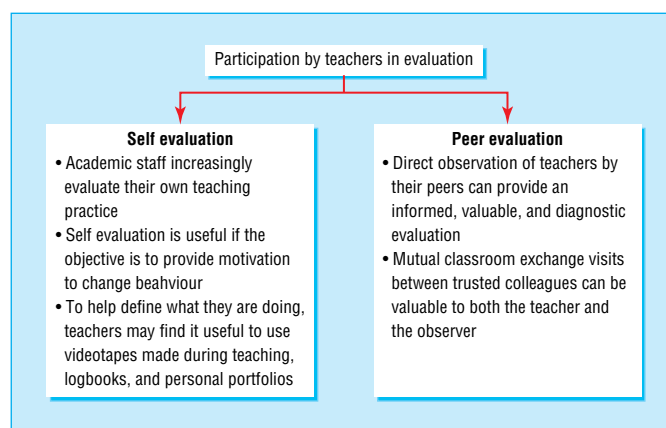 Participation by teachers in evaluation
Self evaluation
• Academic staff increasingly
evaluate their own teaching
practice
• Self evaluation is useful if the
objective is to provide motivation
to change beahviour
• To help define what they are doing,
teachers may find it useful to use
videotapes made during teaching,
logbooks, and personal portfolios
Peer evaluation
• Direct observation of teachers by
their peers can provide an
informed, valuable, and diagnostic
evaluation
• Mutual classroom exchange visits
between trusted colleagues can be
valuable to both the teacher and
the observer